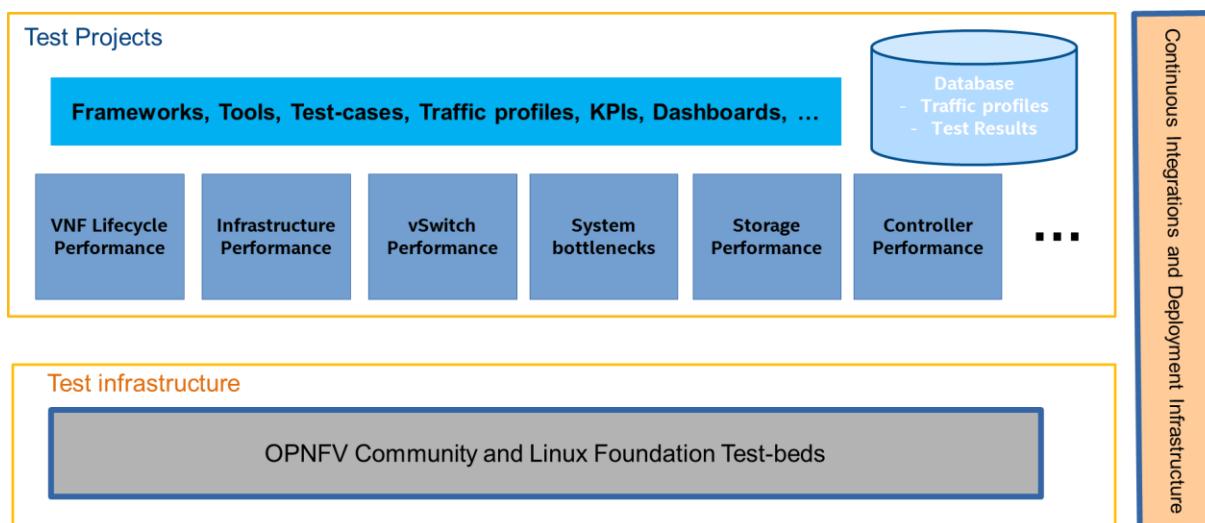 Test Projects
Frameworks, Tools, Test-cases, Traffic profiles, KPIs, Dashboards, ...
Database
- Traffic profiles
- Test Results
VNF Lifecycle
Performance
Infrastructure
Performance
vSwitch
Performance
System
bottlenecks
Storage
Performance
Controller
Performance
...
Test infrastructure
OPNFV Community and Linux Foundation Test-beds
Continuous Integrations and Deployment Infrastructure